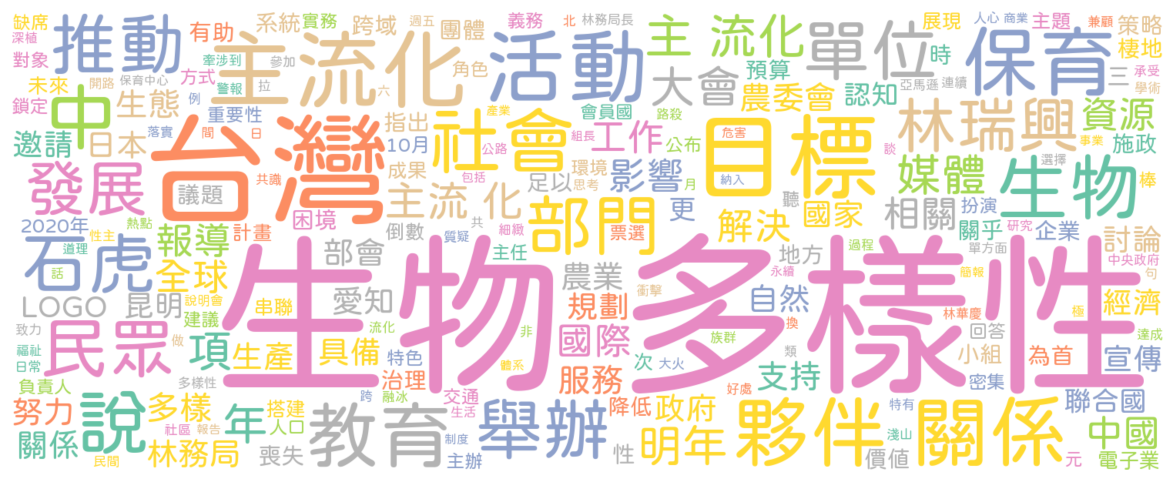 缺席 推動 有助 系統 實務 跨域 團體 義務 北 林務局長 展現 人心 商業 主題 兼顧 策略
深植 主流化 活動 主 流化 單位 保育 棲地
對象 牽涉到 參加 角色 時 三 承受
未來 開路 保育中心 方式 警報 拉 大會 預算 亞馬遜 連續 學術
鎖定 中 生態 例 六 週五 農委會 認知 資源
重要性 產業 會員國 路殺 林瑞興
邀請 日本 落實 間 日 指出 社會 組長 工作 公布 危害 目標 談 事業 施政
台灣 10月 公路
發展 議題 共識 成果 包括 環境 影響 納入 聽 媒體 選擇 生物 棒
足以 思考 月
困境 主流 化 部門 更 票選 解決 國家 相關 扮演
2020年 熱點 性主 計畫 倒數 共 細緻 關乎 研究 企業 討論
石虎 道理 報導 部會 質疑 主任 地方 過程 單方面 中央政府
話 全球 農業 永續 簡報 句
LOGO 昆明 說明會 串聯 愛知 生物 多樣性 衝擊 自然 極 經濟
規劃 林華慶
致力 民眾 建議 流化 非 國際 族群 換 回答 達成
福祉 做 項 生產 具備 特色 體系 次 大火 類 小組 為首 宣傳
日常
負責人 多樣性 治理 服務 支持 密集
跨 融冰 交通 好處
努力 說 多樣 年 搭建 教育 生活 舉辦 降低 政府 夥伴 關係 特有 聯合國
社區 報告 人口 中國
關係 林務局 喪失 制度 性 明年 淺山
民間 主辦 價值 元 電子業